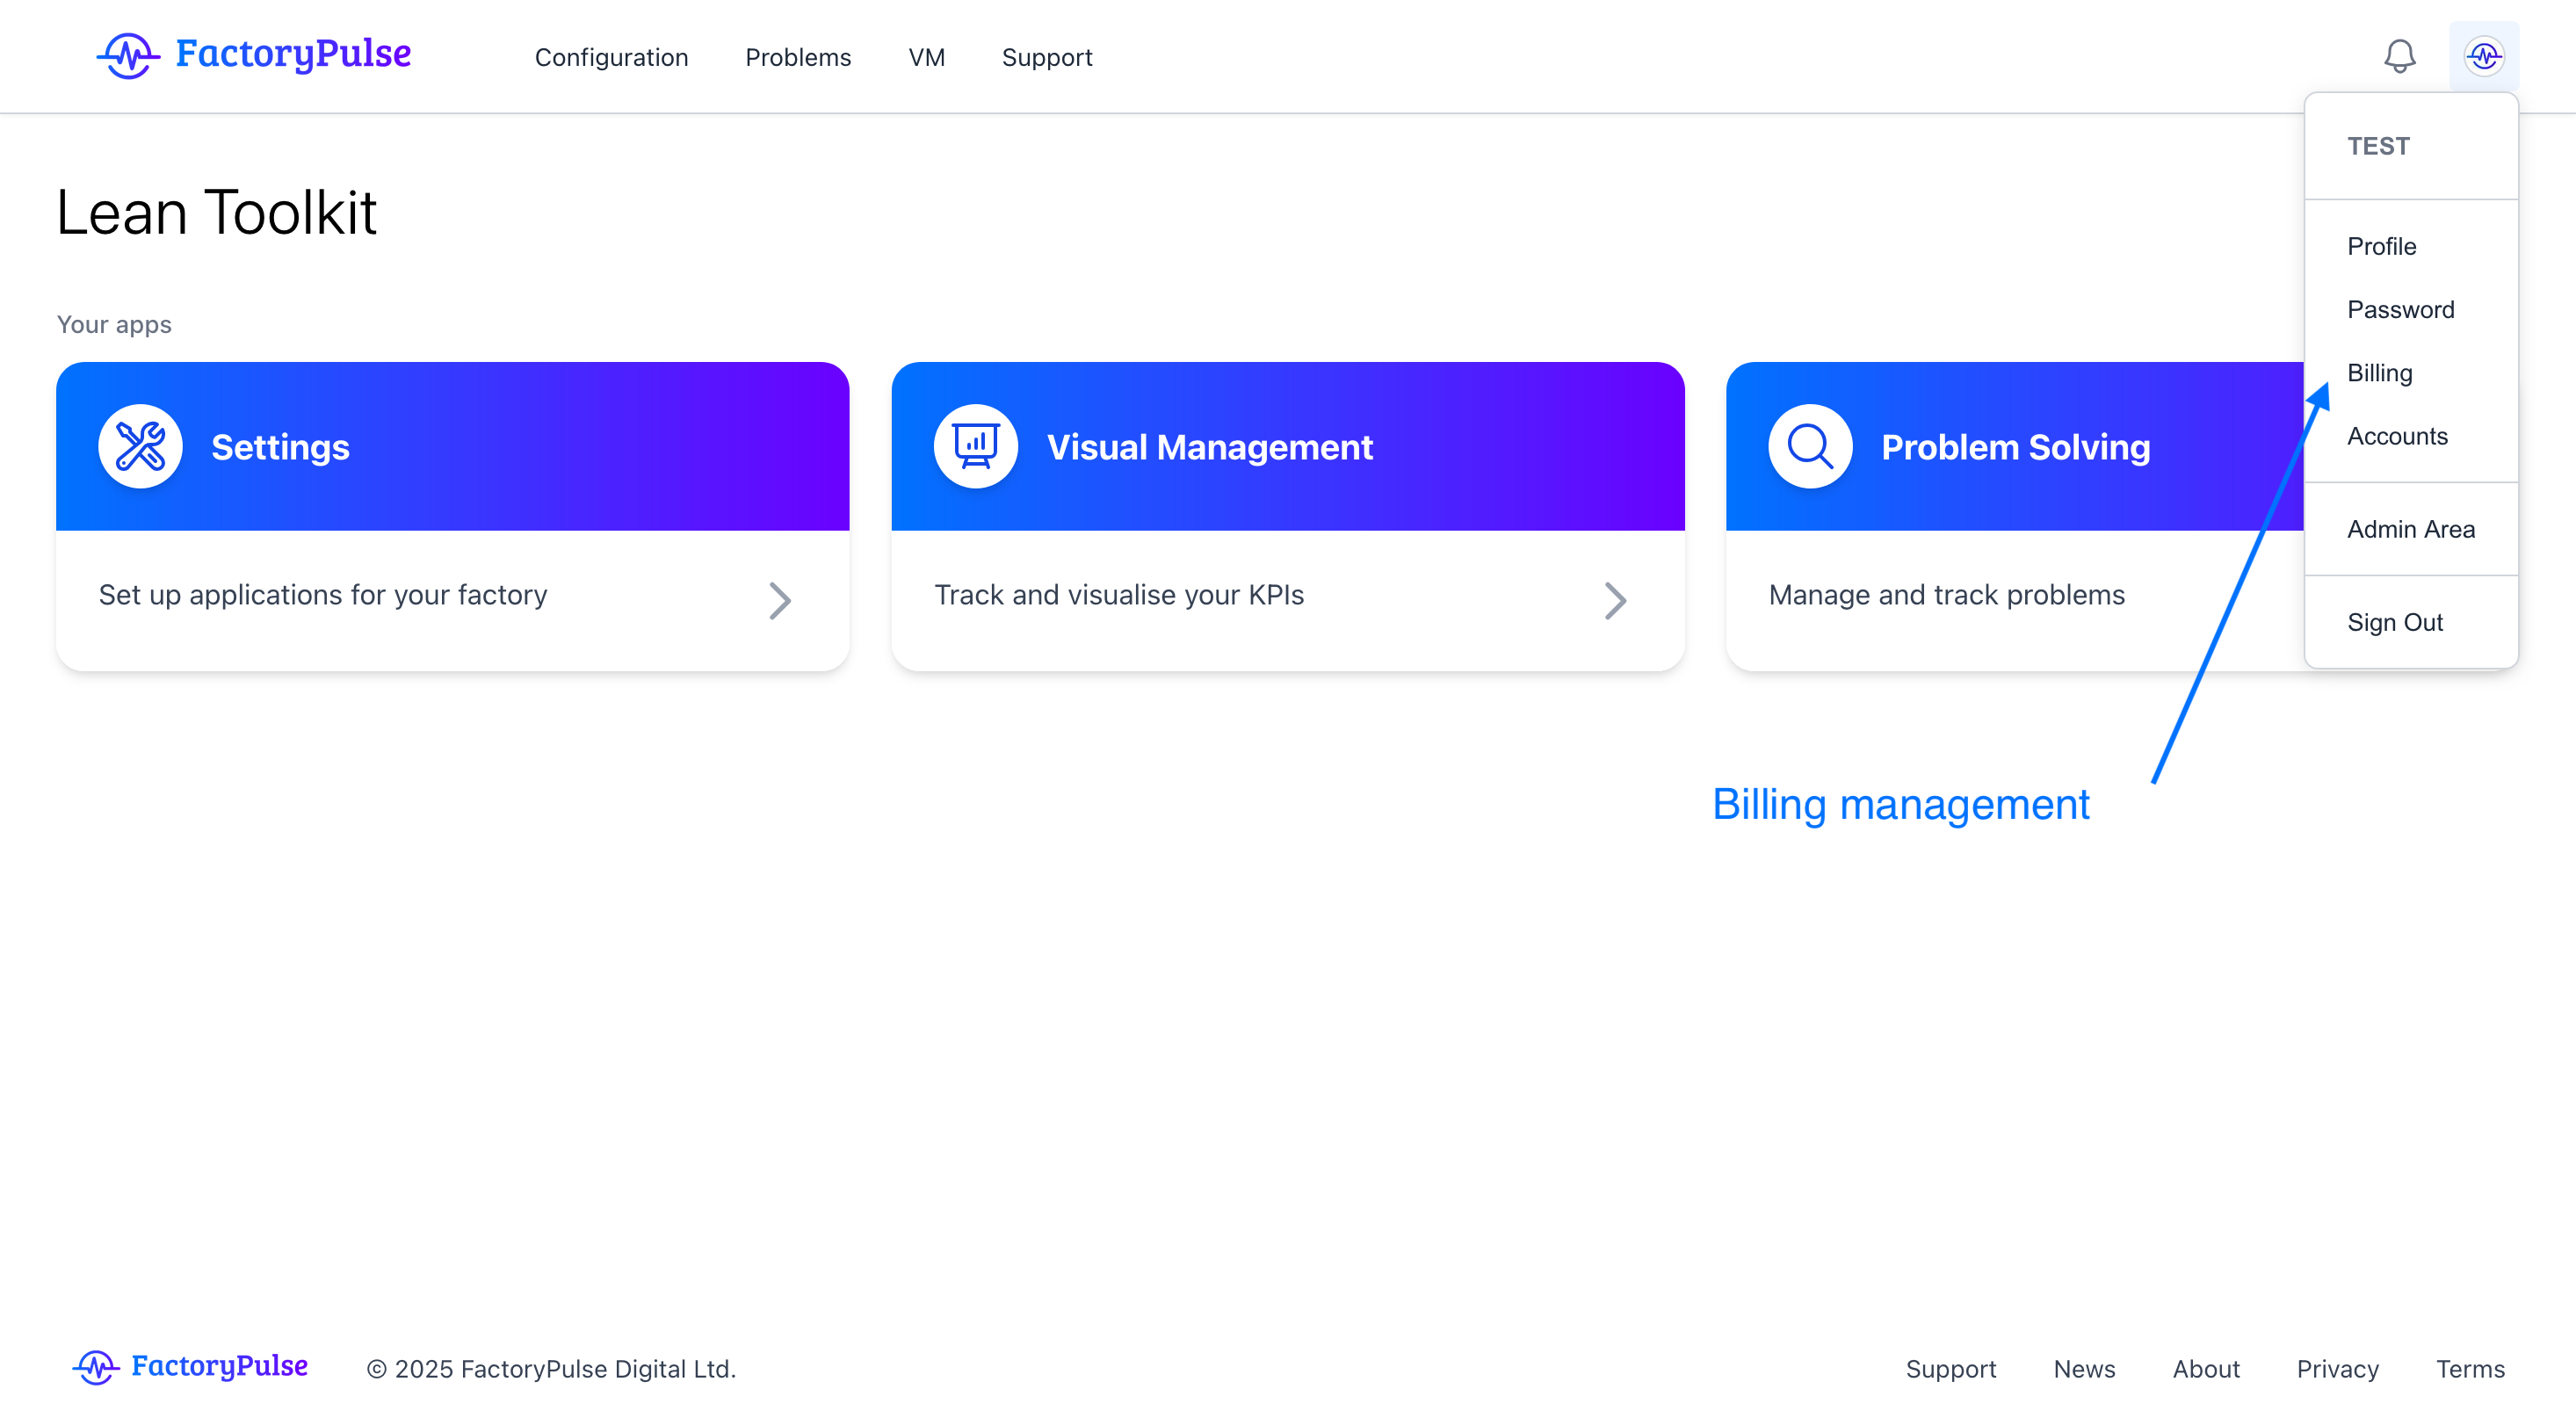 FactoryPulse
Configuration Problems VM Support
TEST
Profile
Password
Billing
Accounts
Admin Area
Sign Out
Lean Toolkit
Your apps
Settings
Set up applications for your factory
Visual Management
Track and visualise your KPIs
Problem Solving
Manage and track problems
Billing management
FactoryPulse
© 2025 FactoryPulse Digital Ltd.
Support News About Privacy Terms